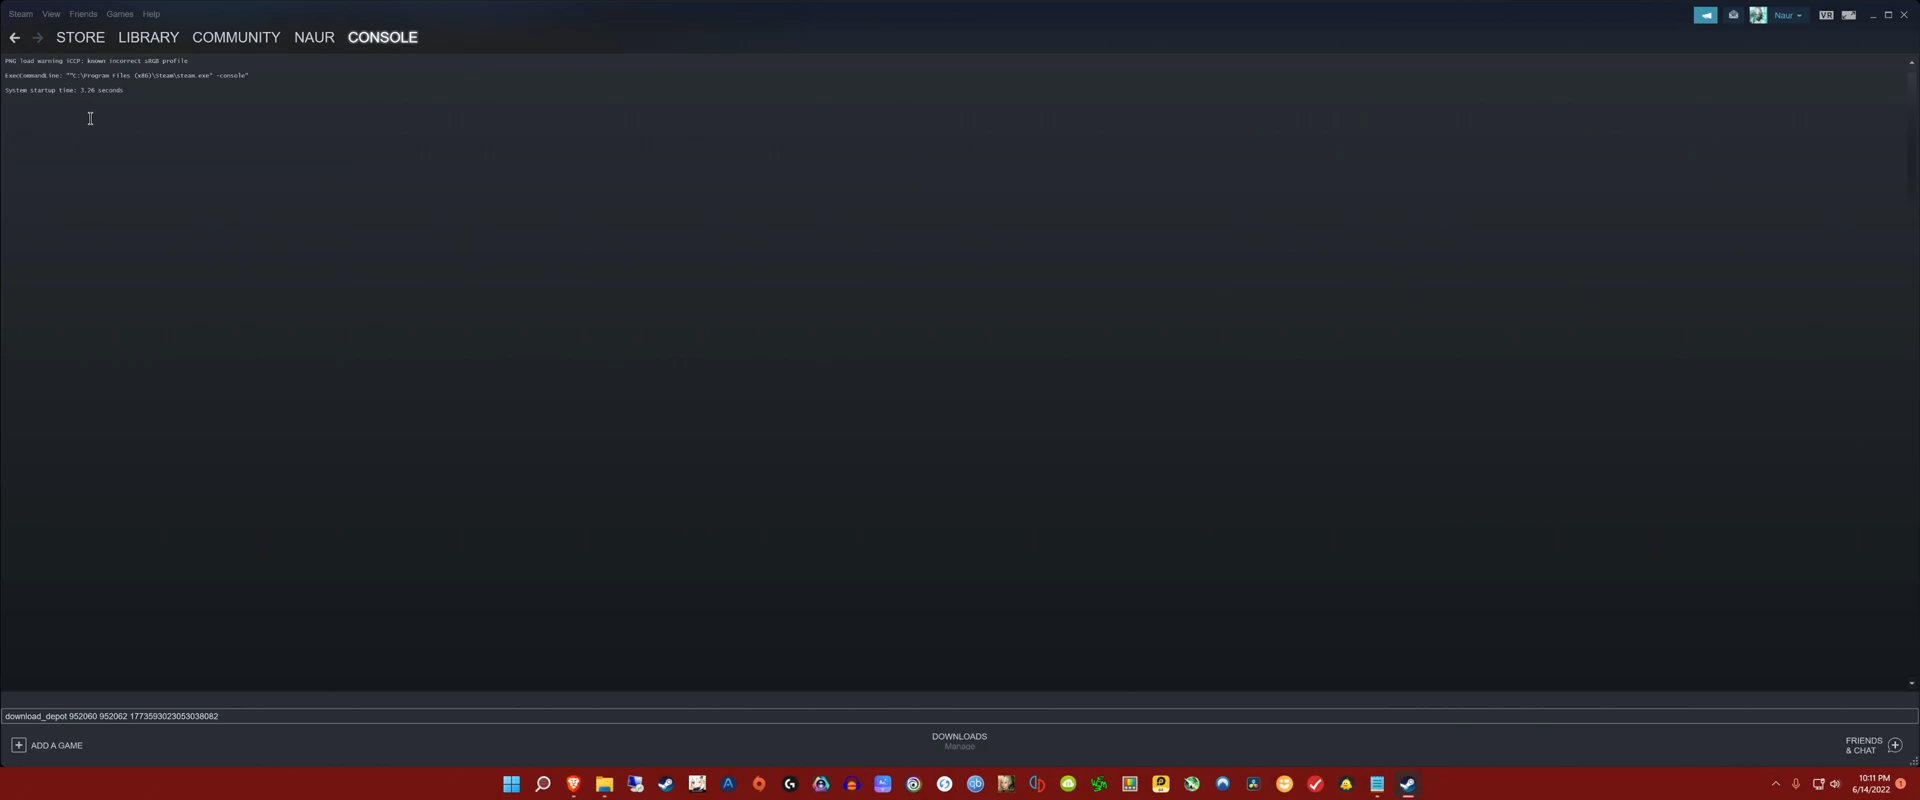 Steam View Friends Games Help
Naur
VR
STORE LIBRARY COMMUNITY NAUR CONSOLE
PNG load warning iCCP: known incorrect sRGB profile
ExecCommandLine: ""C:\Program Files (x86)\Steam\steam.exe" -console"
System startup time: 3.26 seconds
download_depot 952060 952062 1773593023053038082
ADD A GAME
DOWNLOADS
Manage
FRIENDS
& CHAT
10:11 PM
6/14/2022
1